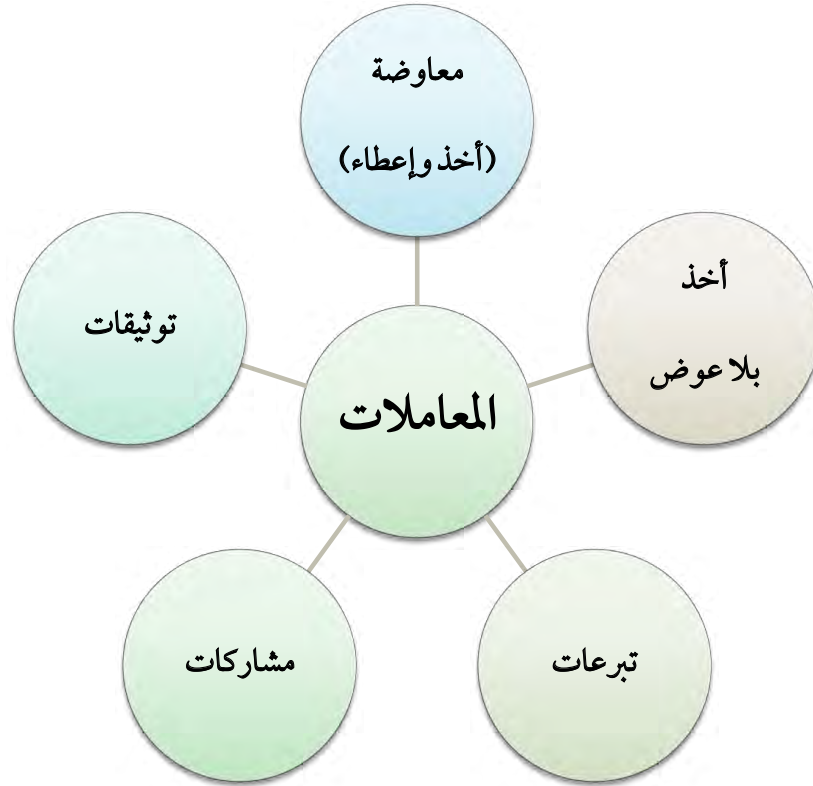 معاوضة
(أخذ وإعطاء)
أخذ
بلا عوض
توثيقات
المعاملات
مشاركات
تبرعات